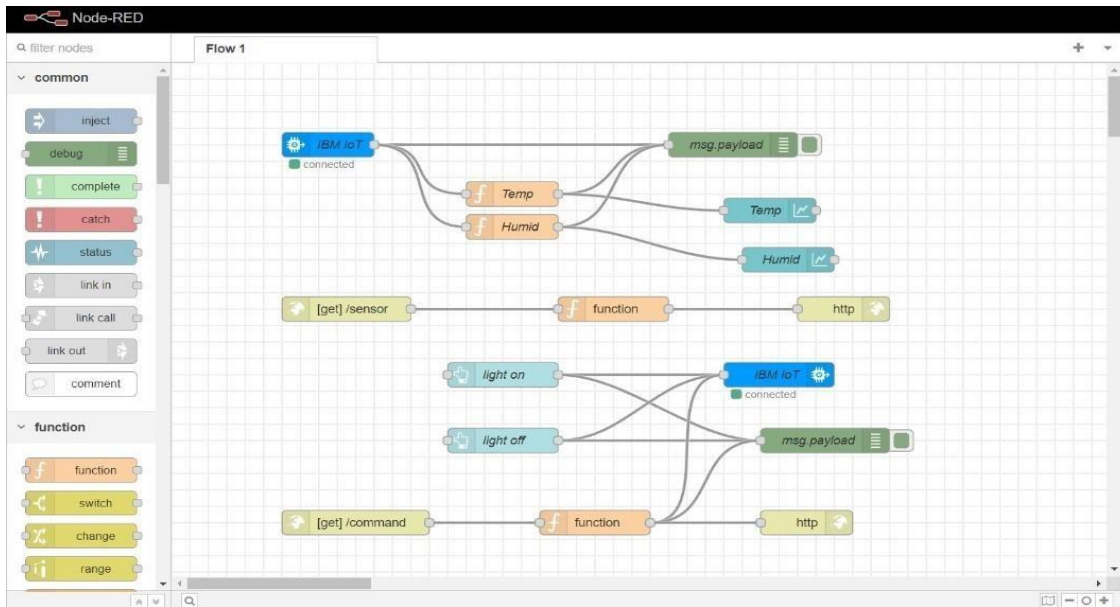 Node-RED
filter nodes
Flow 1
common
inject
debug
complete
catch
status
link in
link call
link out
comment
function
function
switch
change
range
IBM IoT
connected
msg.payload
Temp
Humid
Temp
Humid
[get] /sensor
function
http
light on
IBM IoT
connected
light off
msg.payload
[get] /command
function
http